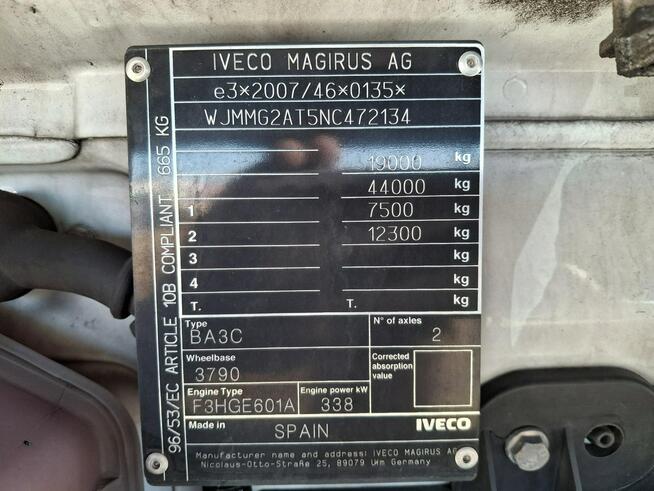 IVECO MAGIRUS AG
e3*2007/46*0135*
WJMMG2AT5NC472134
19000 kg
44000 kg
1 7500 kg
2 12300 kg
3 kg
4 kg
T. T. kg
96/53/EC ARTICLE 10B COMPLIANT 665 KG
Type
BA3C
N° of axles
2
Wheelbase
3790
Corrected
absorption
value
Engine Type
F3HGE601A
Engine power kW
338
Made in
SPAIN
IVECO
Manufacturer name and address: IVECO MAGIRUS AG
Nicolaus-Otto-Straße 25, 89079 Ulm Germany